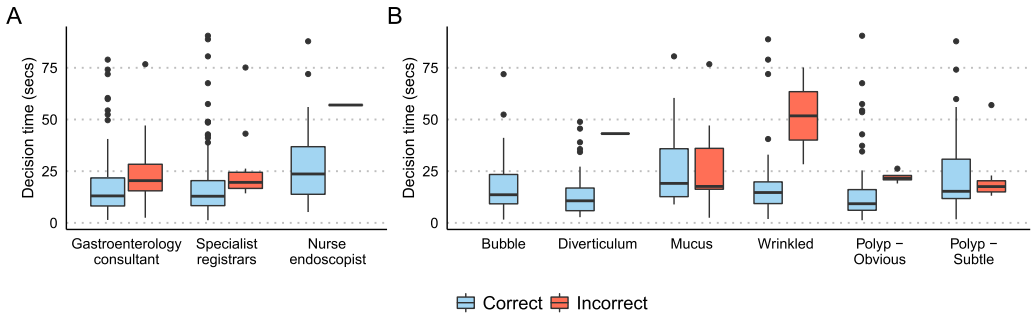 A
Decision time (secs)
75
50
25
0
Gastroenterology
consultant
Specialist
registrars
Nurse
endoscopist
B
Decision time (secs)
75
50
25
0
Bubble
Diverticulum
Mucus
Wrinkled
Polyp −
Obvious
Polyp −
Subtle
Correct
Incorrect